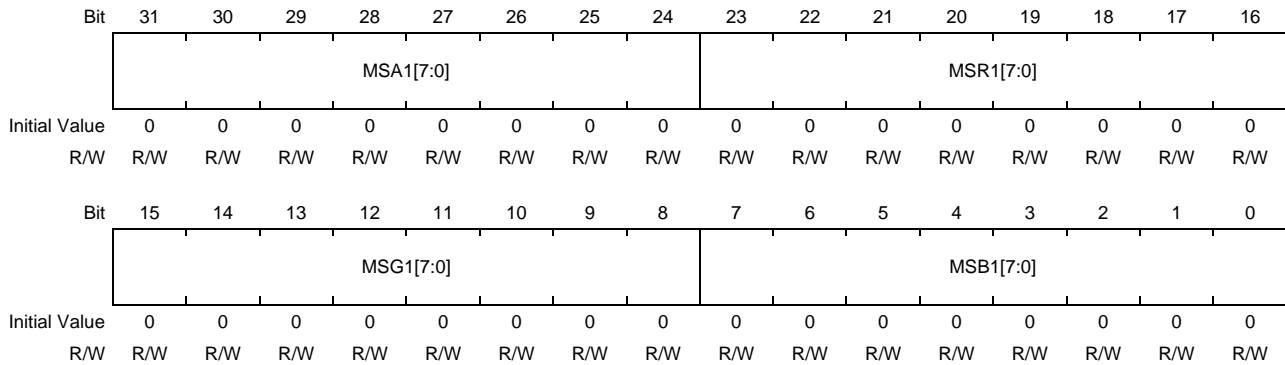 Bit 31 30 29 28 27 26 25 24 23 22 21 20 19 18 17 16
MSA1[7:0] MSR1[7:0]
Initial Value 0 0 0 0 0 0 0 0 0 0 0 0 0 0 0 0
R/W R/W R/W R/W R/W R/W R/W R/W R/W R/W R/W R/W R/W R/W R/W R/W R/W
Bit 15 14 13 12 11 10 9 8 7 6 5 4 3 2 1 0
MSG1[7:0] MSB1[7:0]
Initial Value 0 0 0 0 0 0 0 0 0 0 0 0 0 0 0 0
R/W R/W R/W R/W R/W R/W R/W R/W R/W R/W R/W R/W R/W R/W R/W R/W R/W